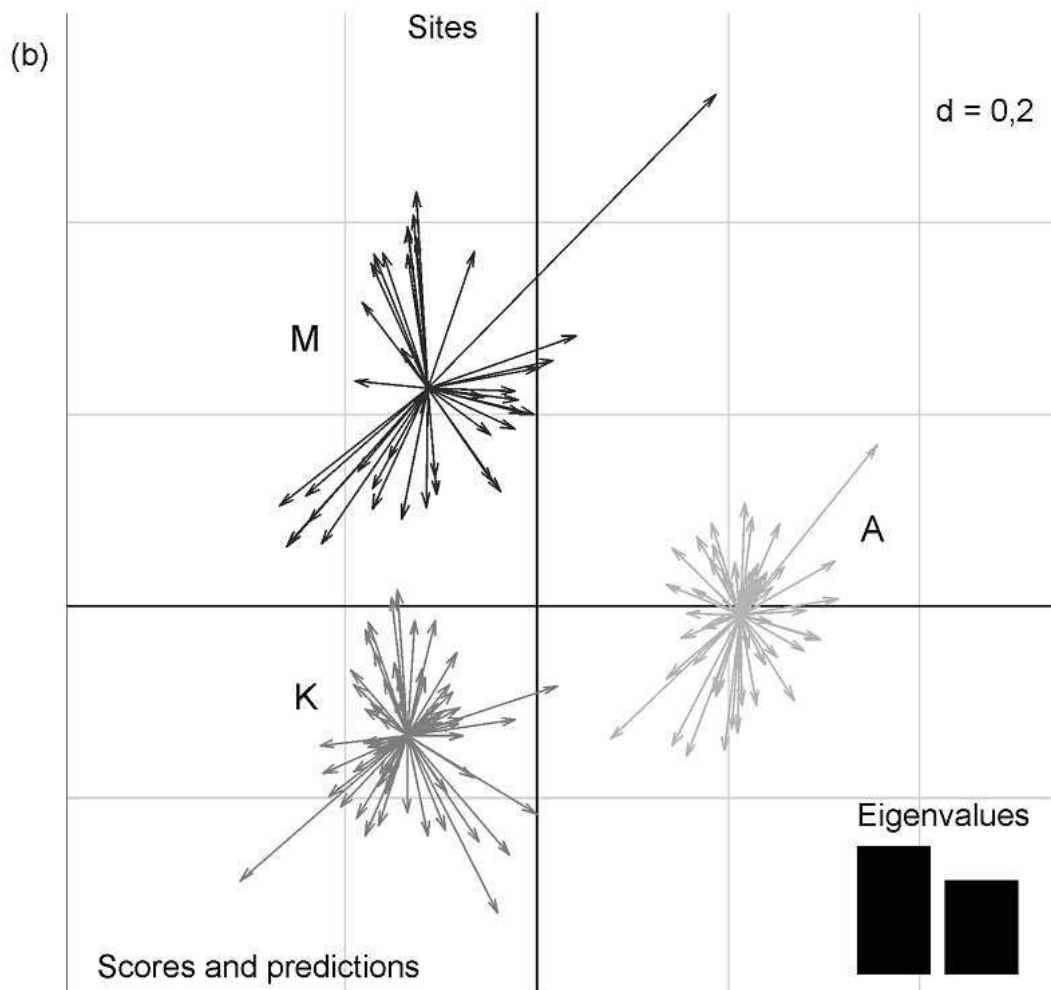 Sites
(b)
d = 0,2
M
A
K
Eigenvalues
Scores and predictions